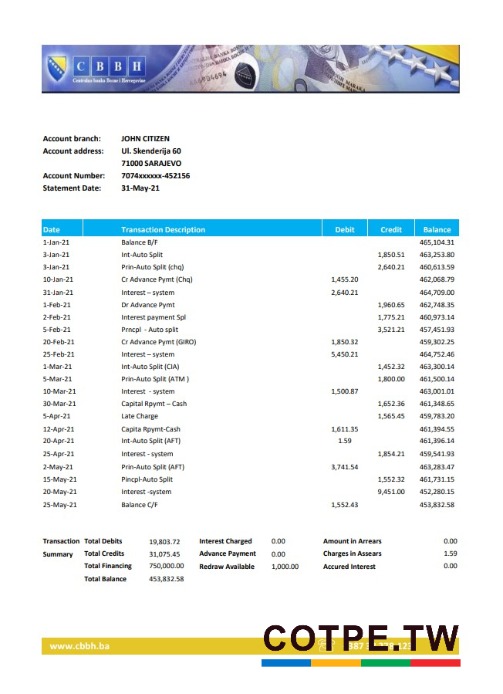 CBBH
Centralna banka Bosne i Hercegovine
Account branch: JOHN CITIZEN
Account address: Ul. Skenderija 60
71000 SARAJEVO
Account Number: 7074xxxxxx-452156
Statement Date: 31-May-21
Date Transaction Description Debit Credit Balance
1-Jan-21 Balance B/F 465,104.31
3-Jan-21 Int-Auto Split 1,850.51 463,253.80
3-Jan-21 Prin-Auto Split (chq) 2,640.21 460,613.59
10-Jan-21 Cr Advance Pymt (Chq) 1,455.20 462,068.79
31-Jan-21 Interest – system 2,640.21 464,709.00
1-Feb-21 Dr Advance Pymt 1,960.65 462,748.35
2-Feb-21 Interest payment Spl 1,775.21 460,973.14
5-Feb-21 Prncpl - Auto split 3,521.21 457,451.93
20-Feb-21 Cr Advance Pymt (GIRO) 1,850.32 459,302.25
25-Feb-21 Interest – system 5,450.21 464,752.46
1-Mar-21 Int-Auto Split (CIA) 1,452.32 463,300.14
5-Mar-21 Prin-Auto Split (ATM ) 1,800.00 461,500.14
10-Mar-21 Interest - system 1,500.87 463,001.01
30-Mar-21 Capital Rpymt – Cash 1,652.36 461,348.65
5-Apr-21 Late Charge 1,565.45 459,783.20
12-Apr-21 Capita Rpymt-Cash 1,611.35 461,394.55
20-Apr-21 Int-Auto Split (AFT) 1.59 461,396.14
25-Apr-21 Interest - system 1,854.21 459,541.93
2-May-21 Prin-Auto Split (AFT) 3,741.54 463,283.47
15-May-21 Pincpl-Auto Split 1,552.32 461,731.15
20-May-21 Interest -system 9,451.00 452,280.15
25-May-21 Balance C/F 1,552.43 453,832.58
Transaction Total Debits 19,803.72 Interest Charged 0.00 Amount in Arrears 0.00
Summary Total Credits 31,075.45 Advance Payment 0.00 Charges in Assears 1.59
Total Financing 750,000.00 Redraw Available 1,000.00 Accured Interest 0.00
Total Balance 453,832.58
www.cbbh.ba
COTPE.TW